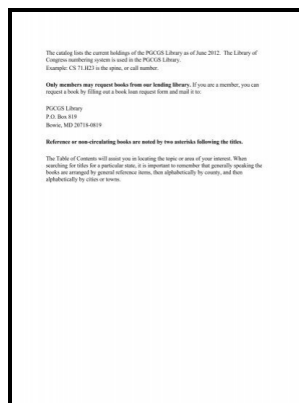 The catalog lists the current holdings of the PGCGS Library as of June 2012.  The Library of
Congress numbering system is used in the PGCGS Library.
Example: CS 71.H23 is the spine, or call number.
Only members may request books from our lending library. If you are a member, you can
request a book by filling out a book loan request form and mail it to:
PGCGS Library
P.O. Box 819
Bowie, MD 20718-0819
Reference or non-circulating books are noted by two asterisks following the titles.
The Table of Contents will assist you in locating the topic or area of your interest. When
searching for titles for a particular state, it is important to remember that generally speaking the
books are arranged by general reference items, then alphabetically by county, and then
alphabetically by cities or towns.